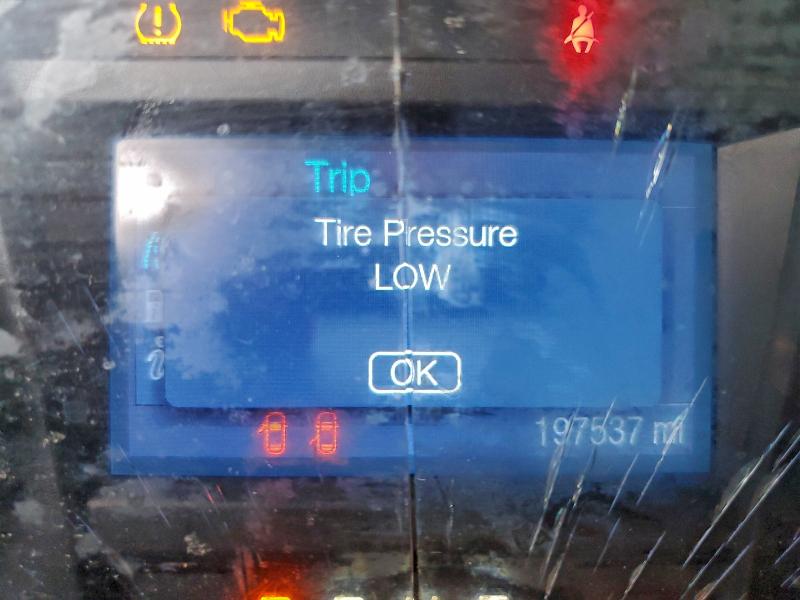 Trip
Tire Pressure
LOW
OK
197537 mi